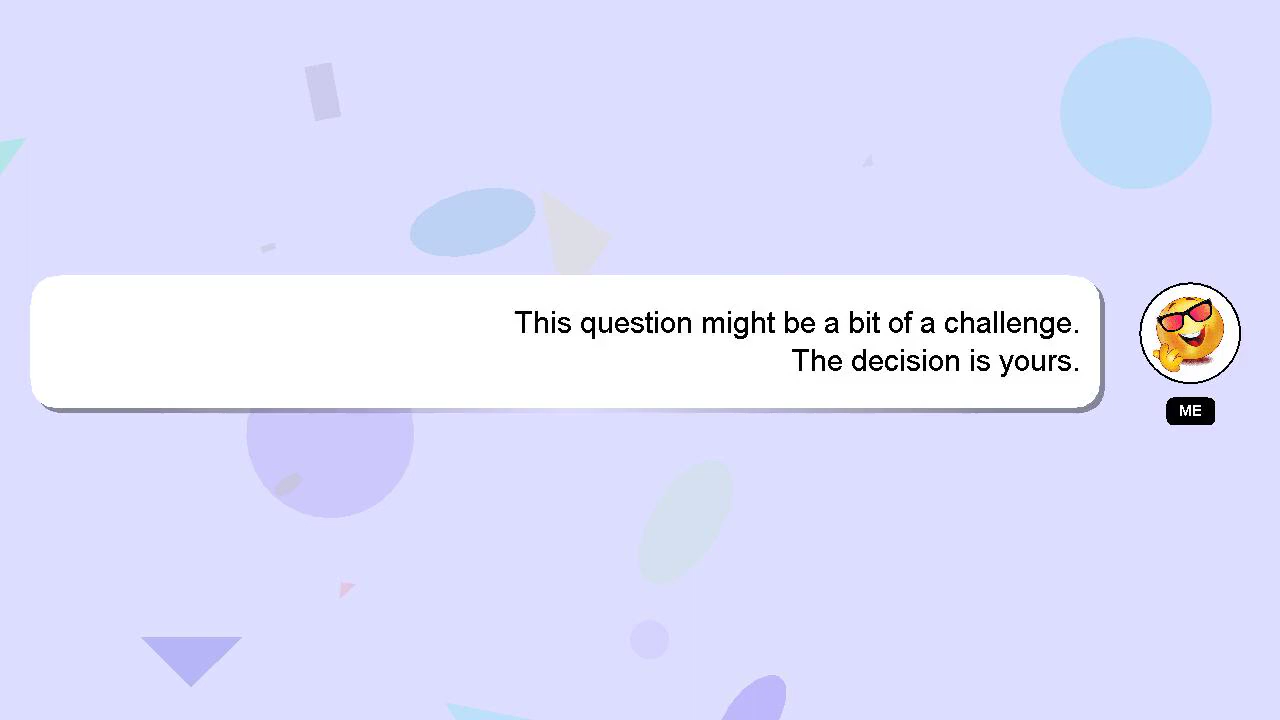 This question might be a bit of a challenge.
The decision is yours.
ME